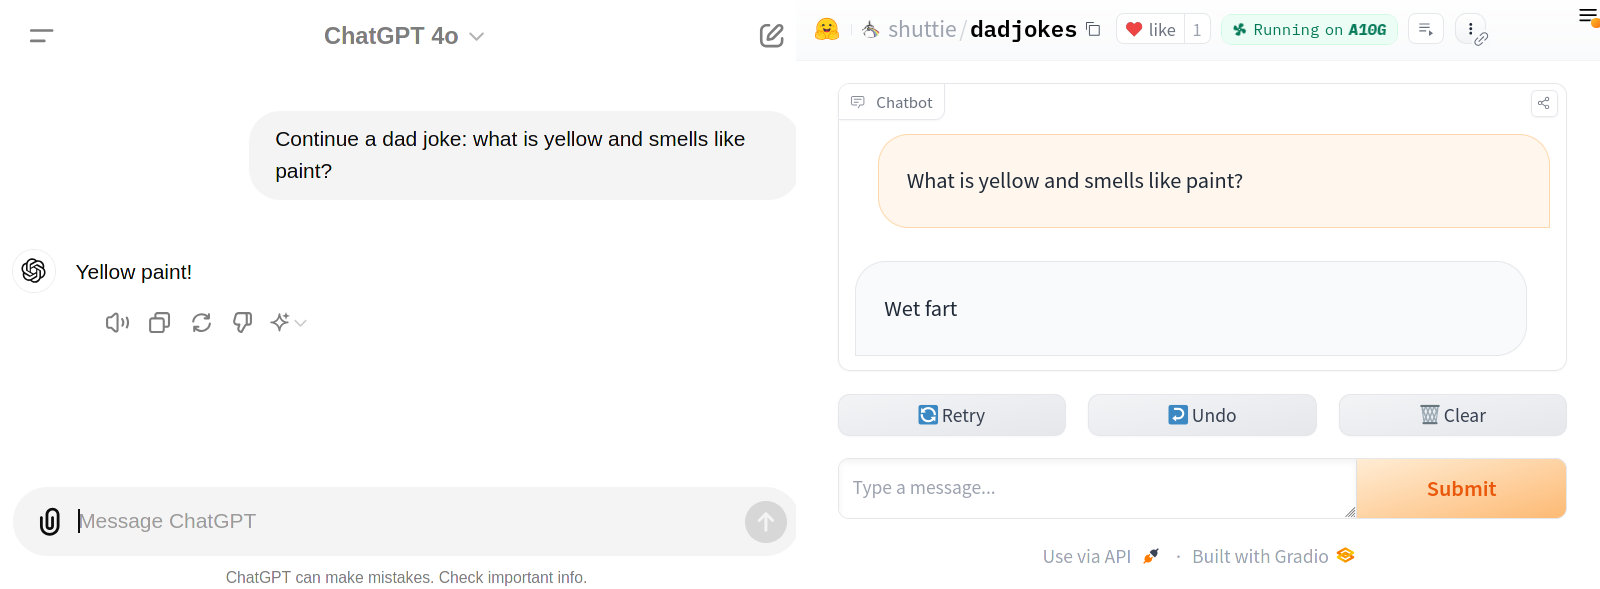 ChatGPT 4o
Continue a dad joke: what is yellow and smells like
paint?
Yellow paint!
Message ChatGPT
ChatGPT can make mistakes. Check important info.
shuttie/dadjokes like 1 Running on A10G
Chatbot
What is yellow and smells like paint?
Wet fart
Retry Undo Clear
Type a message... Submit
Use via API · Built with Gradio